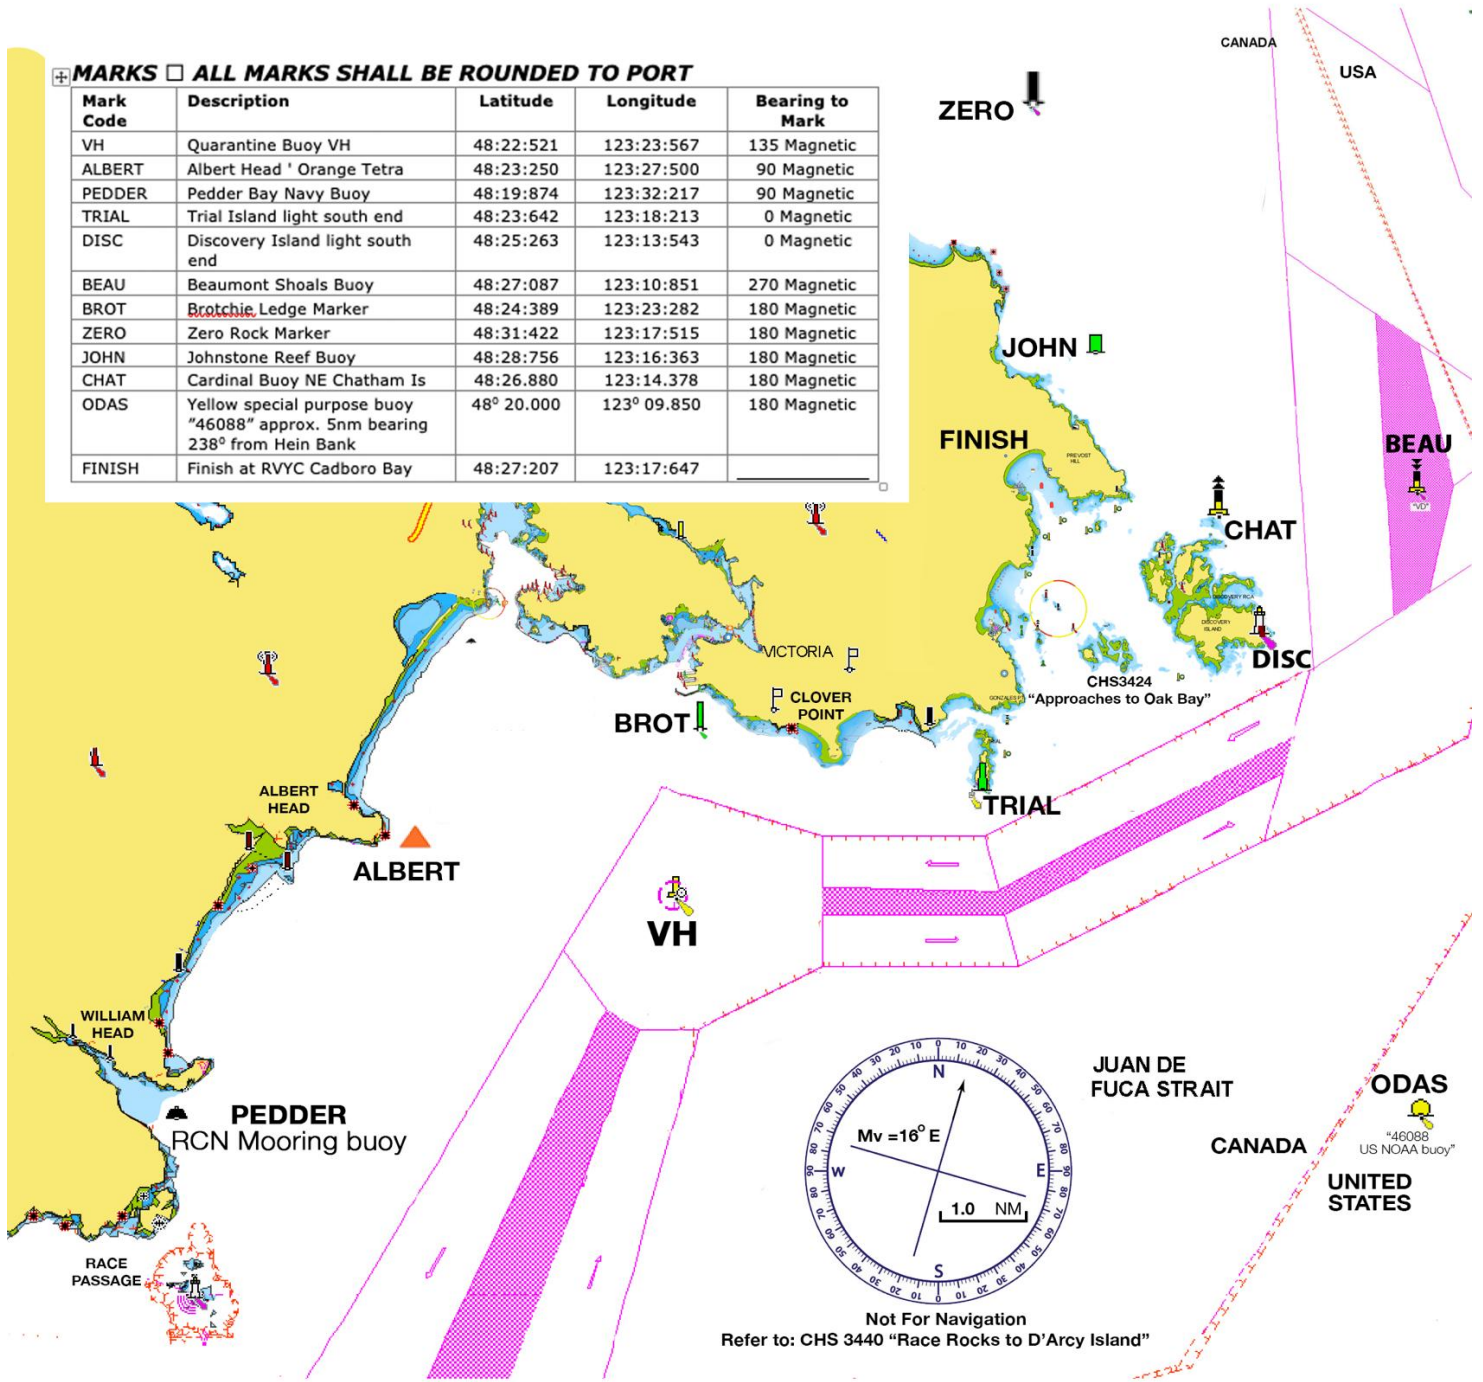 MARKS □ ALL MARKS SHALL BE ROUNDED TO PORT
Mark Code Description Latitude Longitude Bearing to Mark
VH Quarantine Buoy VH 48:22:521 123:23:567 135 Magnetic
ALBERT Albert Head ' Orange Tetra 48:23:250 123:27:500 90 Magnetic
PEDDER Pedder Bay Navy Buoy 48:19:874 123:32:217 90 Magnetic
TRIAL Trial Island light south end 48:23:642 123:18:213 0 Magnetic
DISC Discovery Island light south end 48:25:263 123:13:543 0 Magnetic
BEAU Beaumont Shoals Buoy 48:27:087 123:10:851 270 Magnetic
BROT Brotchie Ledge Marker 48:24:389 123:23:282 180 Magnetic
ZERO Zero Rock Marker 48:31:422 123:17:515 180 Magnetic
JOHN Johnstone Reef Buoy 48:28:756 123:16:363 180 Magnetic
CHAT Cardinal Buoy NE Chatham Is 48:26.880 123:14.378 180 Magnetic
ODAS Yellow special purpose buoy "46088" approx. 5nm bearing 238⁰ from Hein Bank 48⁰ 20.000 123⁰ 09.850 180 Magnetic
FINISH Finish at RVYC Cadboro Bay 48:27:207 123:17:647
CANADA
USA
ZERO
JOHN
FINISH
PREVOST
HILL
BEAU
"VD"
CHAT
DISCOVERY RCA
DISCOVERY
ISLAND
DISC
CHS3424
"Approaches to Oak Bay"
VICTORIA
CLOVER
POINT
BROT
TRIAL
ALBERT
HEAD
ALBERT
VH
WILLIAM
HEAD
PEDDER
RCN Mooring buoy
RACE
PASSAGE
N
Mv =16° E
W
E
1.0 NM
S
Not For Navigation
Refer to: CHS 3440 "Race Rocks to D'Arcy Island"
JUAN DE
FUCA STRAIT
ODAS
"46088
US NOAA buoy"
CANADA
UNITED
STATES